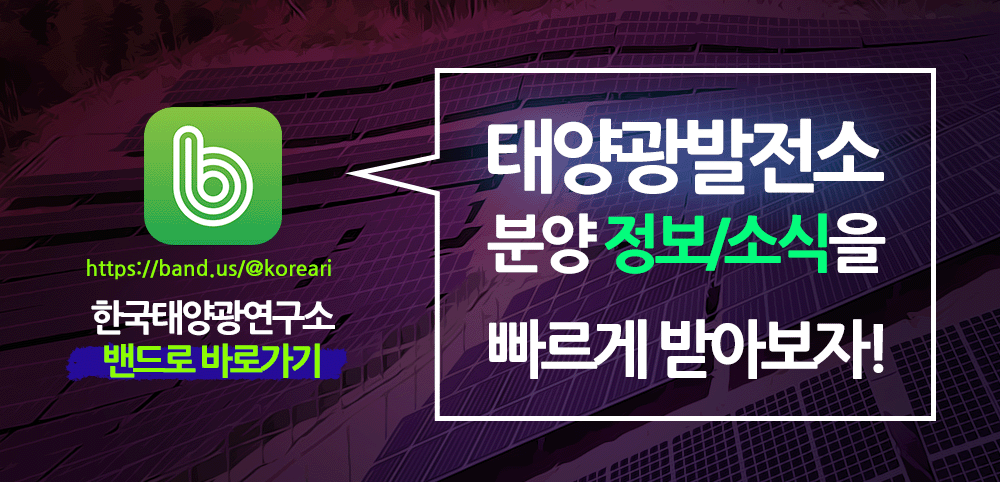 https://band.us/@koreari
한국태양광연구소
밴드로 바로가기
태양광발전소
분양 정보/소식을
빠르게 받아보자!